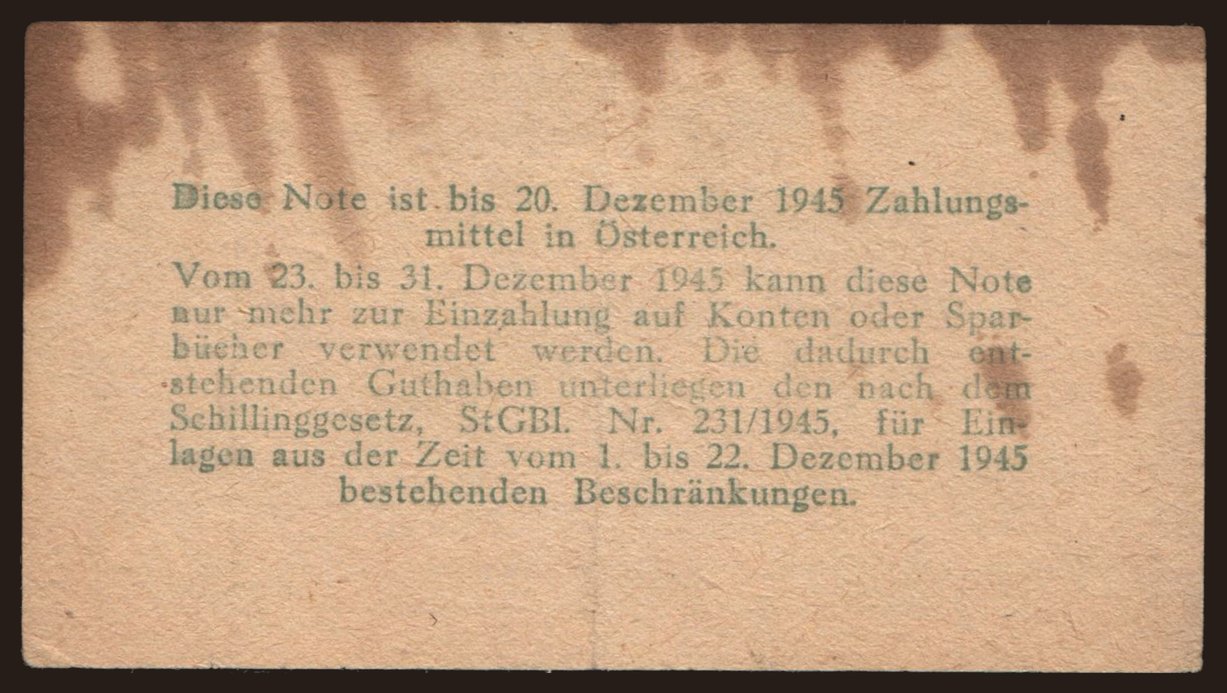 Diese Note ist bis 20. Dezember 1945 Zahlungs-
mittel in Österreich.
Vom 23. bis 31. Dezember 1945 kann diese Note
nur mehr zur Einzahlung auf Konten oder Spar-
bücher verwendet werden. Die dadurch ent-
stehenden Guthaben unterliegen den nach dem
Schillinggesetz, StGBl. Nr. 231/1945, für Ein-
lagen aus der Zeit vom 1. bis 22. Dezember 1945
bestehenden Beschränkungen.